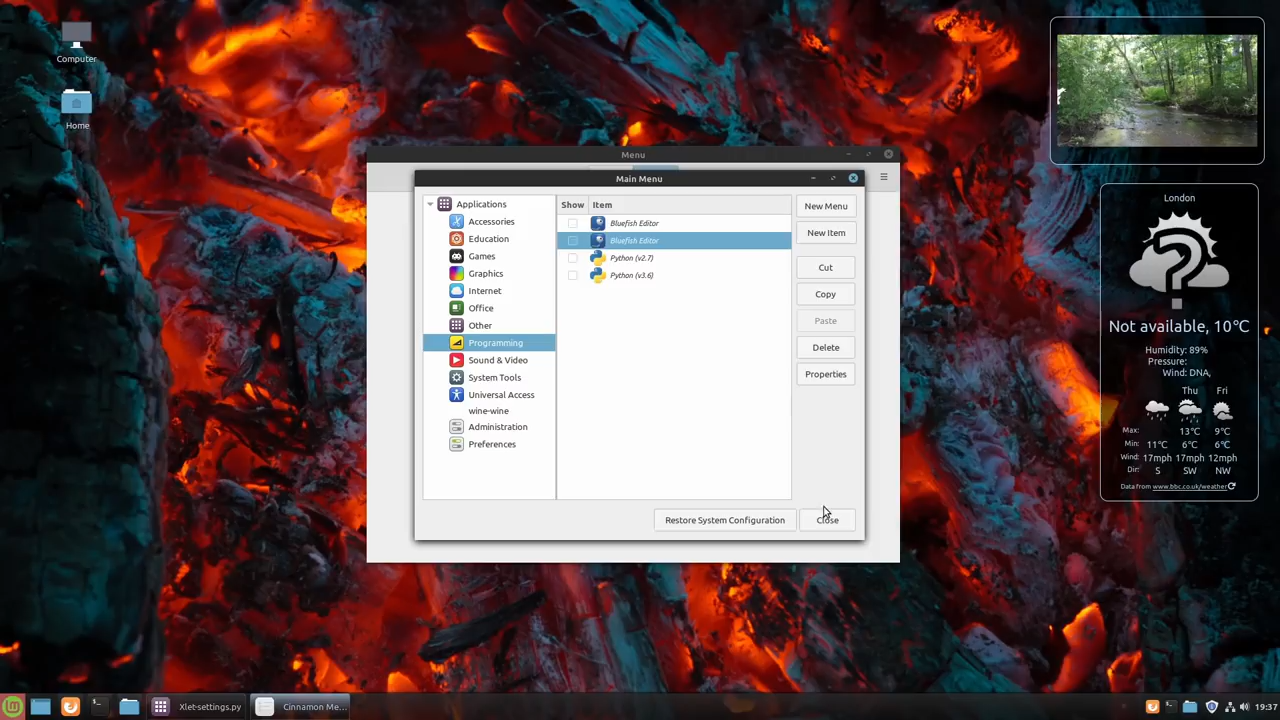 Computer
Home
Menu
Main Menu
Applications
Accessories
Education
Games
Graphics
Internet
Office
Other
Programming
Sound & Video
System Tools
Universal Access
wine-wine
Administration
Preferences
Show Item
Bluefish Editor
Bluefish Editor
Python (v2.7)
Python (v3.6)
New Menu
New Item
Cut
Copy
Paste
Delete
Properties
Restore System Configuration
Close
London
Not available, 10°C
Humidity: 89%
Pressure:
Wind: DNA,
Thu Fri
Max: 13°C 9°C
Min: 11°C 6°C 6°C
Wind: 17mph 17mph 12mph
Dir: S SW NW
Data from www.bbc.co.uk/weather
Xlet-settings.py
Cinnamon Me...
19:37